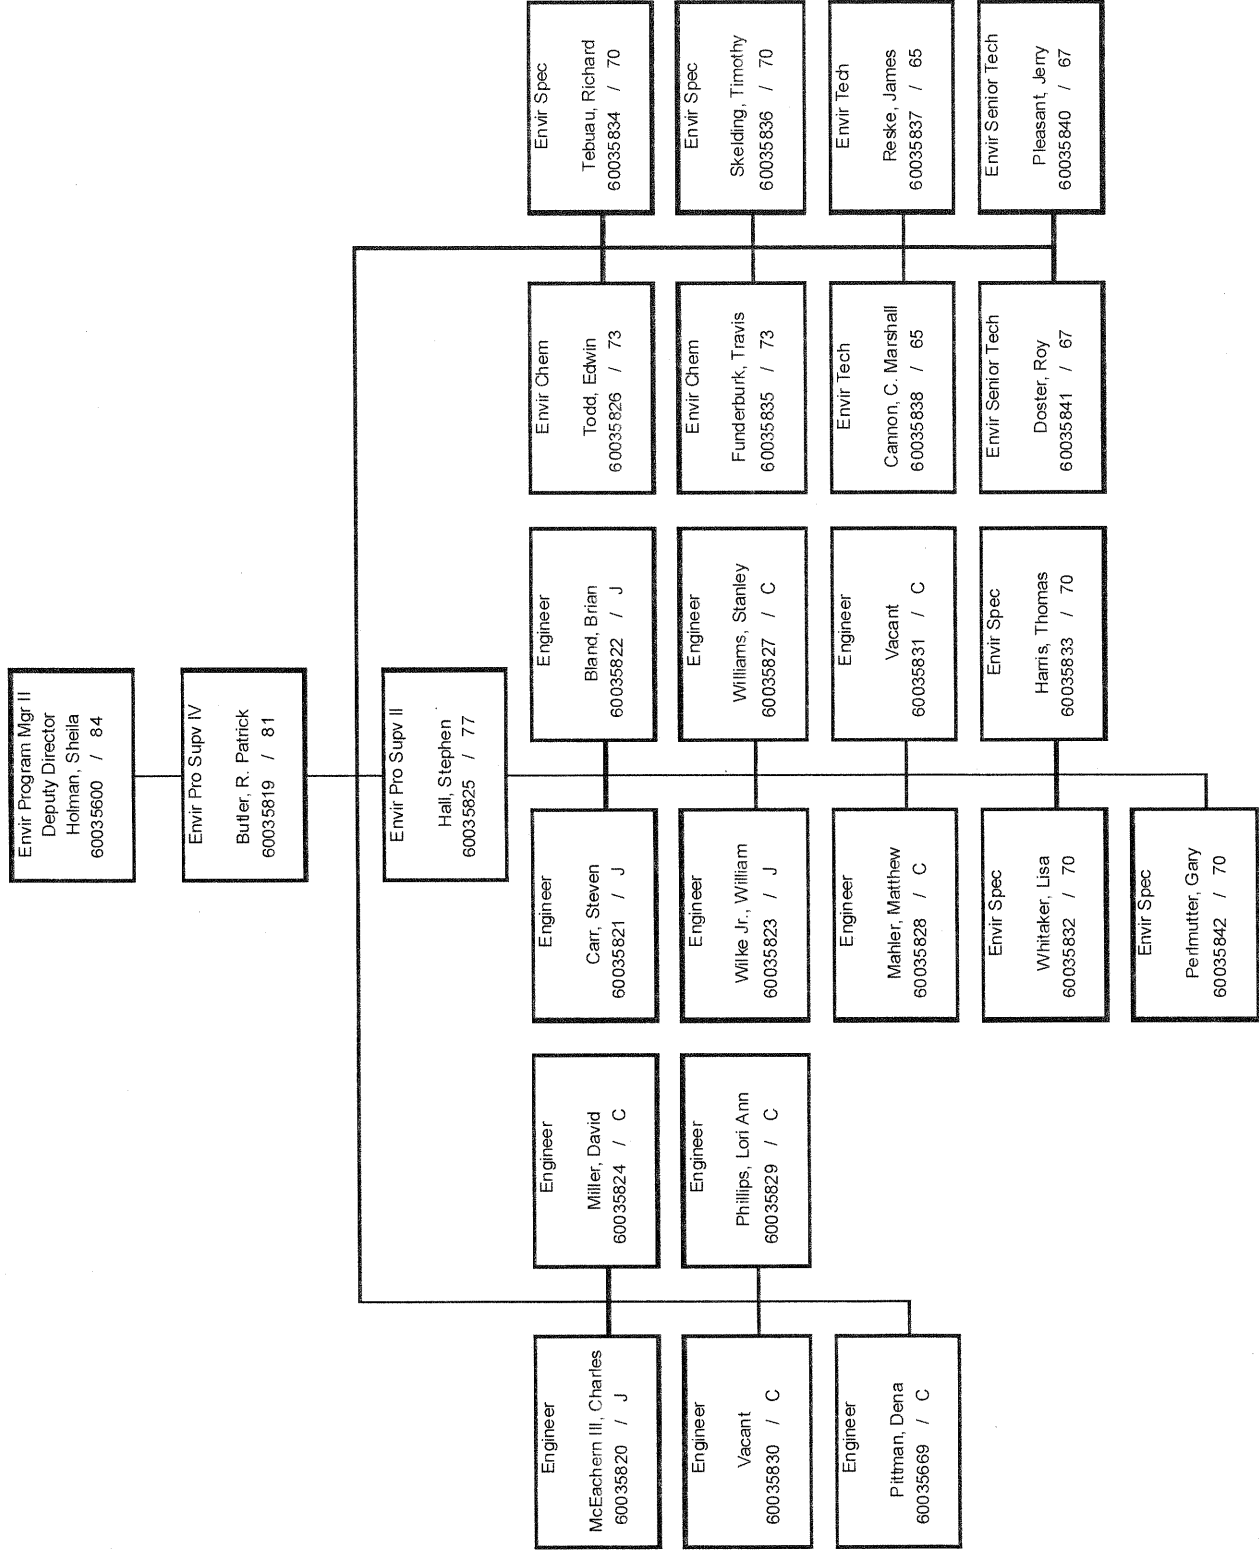 Envir Program Mgr II
Deputy Director
Holman, Sheila
60035600 / 84
Envir Pro Supv IV
Butler, R. Patrick
60035819 / 81
Envir Pro Supv II
Hall, Stephen
60035825 / 77
Engineer
McEachern III, Charles
60035820 / J
Engineer
Miller, David
60035824 / C
Engineer
Carr, Steven
60035821 / J
Engineer
Bland, Brian
60035822 / J
Envir Chem
Todd, Edwin
60035826 / 73
Envir Spec
Tebuau, Richard
60035834 / 70
Engineer
Vacant
60035830 / C
Engineer
Phillips, Lori Ann
60035829 / C
Engineer
Wilke Jr., William
60035823 / J
Engineer
Williams, Stanley
60035827 / C
Envir Chem
Funderburk, Travis
60035835 / 73
Envir Spec
Skelding, Timothy
60035836 / 70
Engineer
Pittman, Dena
60035669 / C
Engineer
Mahler, Matthew
60035828 / C
Engineer
Vacant
60035831 / C
Envir Tech
Cannon, C. Marshall
60035838 / 65
Envir Tech
Reske, James
60035837 / 65
Envir Spec
Whitaker, Lisa
60035832 / 70
Envir Spec
Harris, Thomas
60035833 / 70
Envir Senior Tech
Doster, Roy
60035841 / 67
Envir Senior Tech
Pleasant, Jerry
60035840 / 67
Envir Spec
Perlmutter, Gary
60035842 / 70